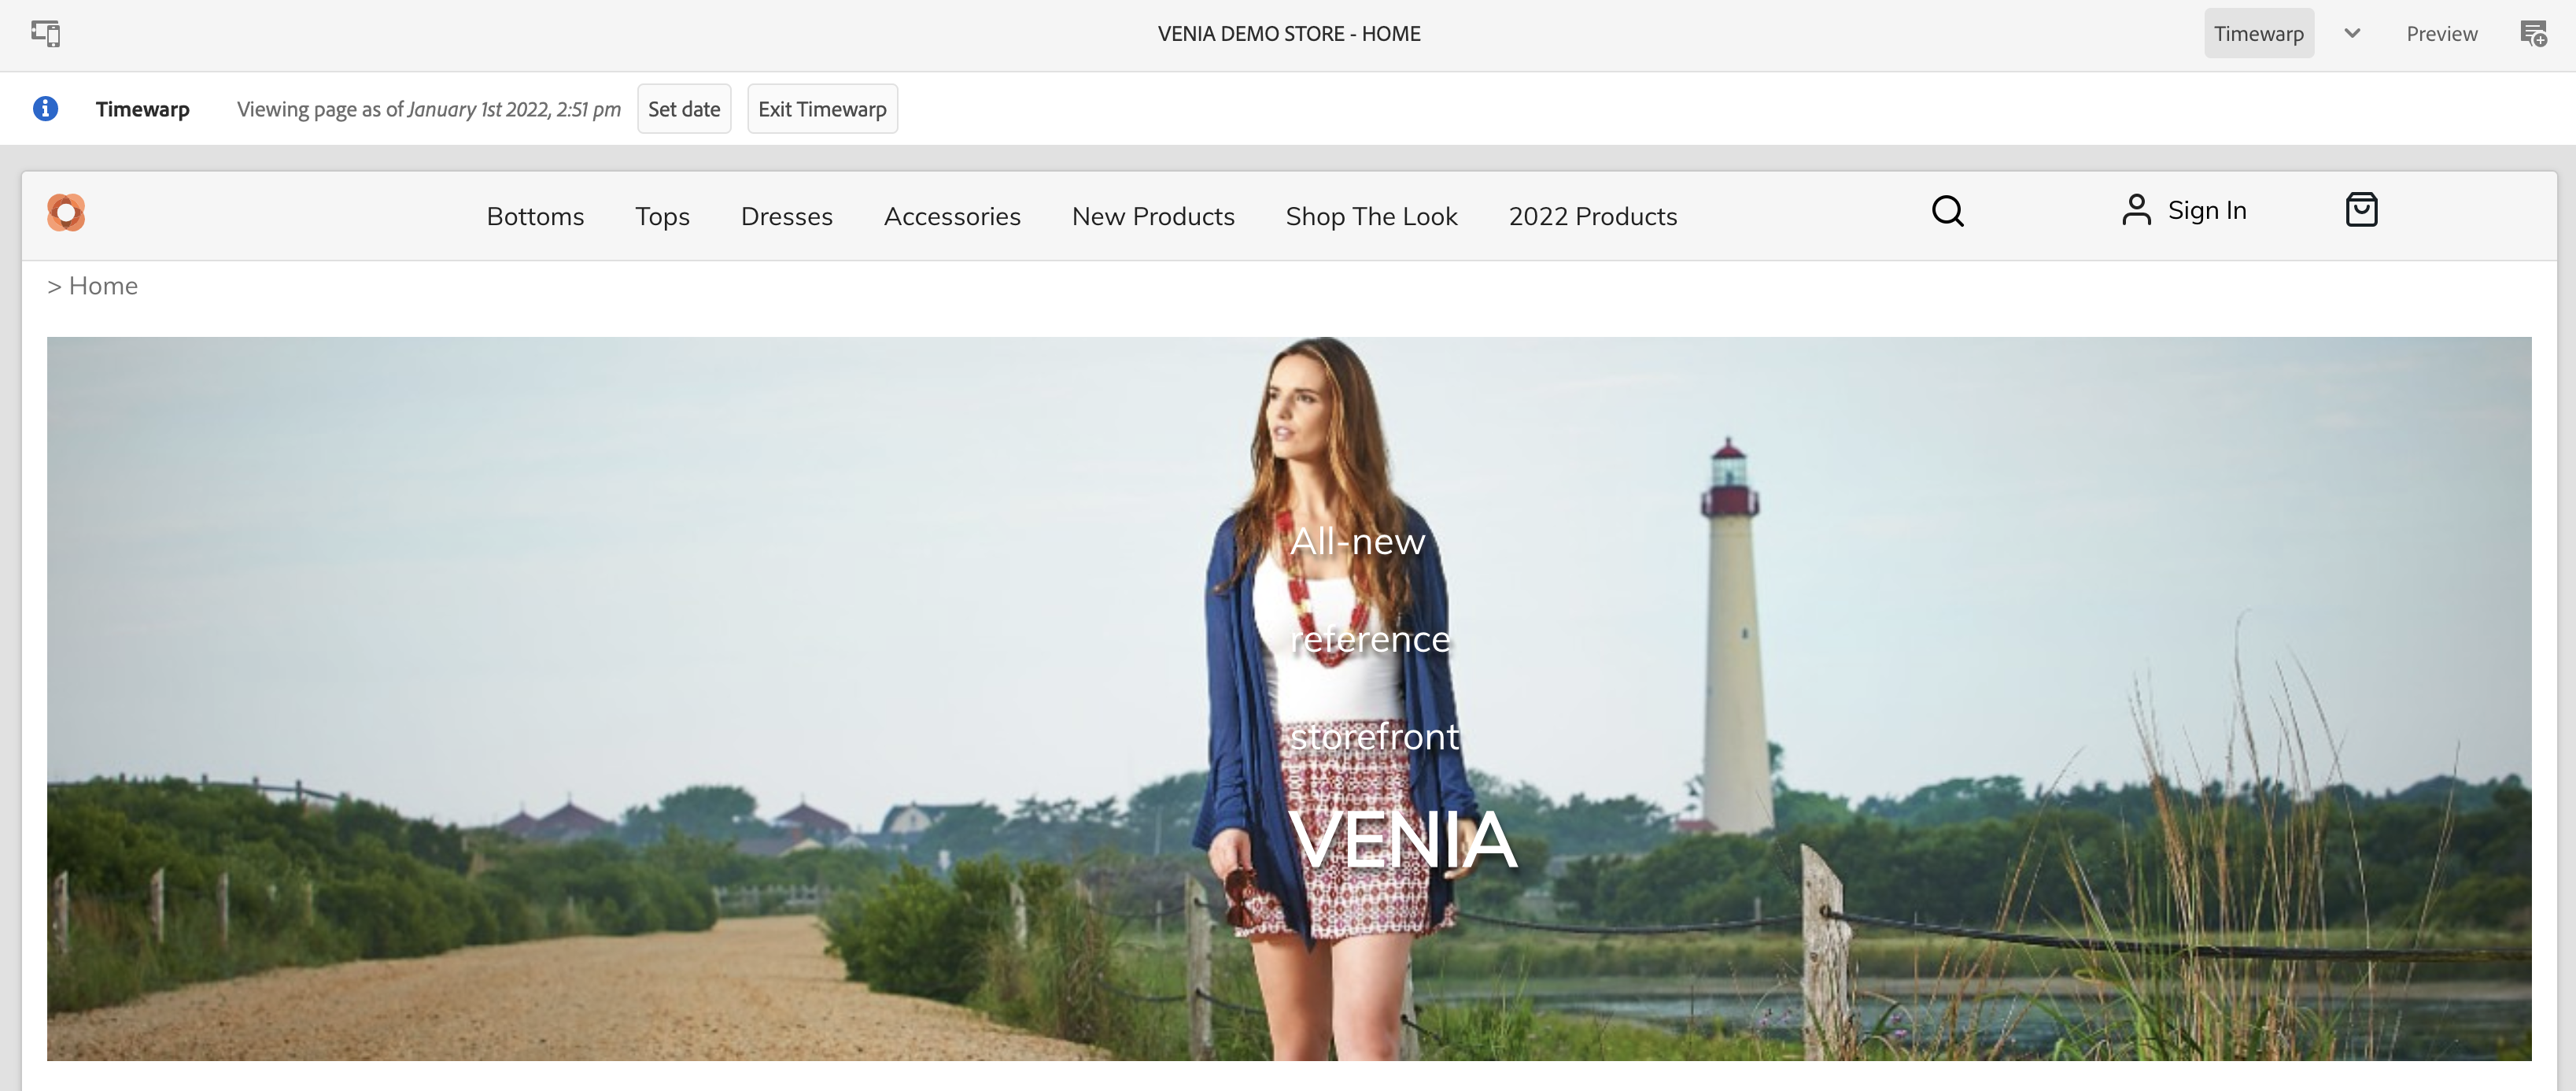 VENIA DEMO STORE - HOME
Timewarp
Preview
Timewarp Viewing page as of January 1st 2022, 2:51 pm Set date Exit Timewarp
Bottoms Tops Dresses Accessories New Products Shop The Look 2022 Products Sign In
> Home
All-new
reference
storefront
VENIA